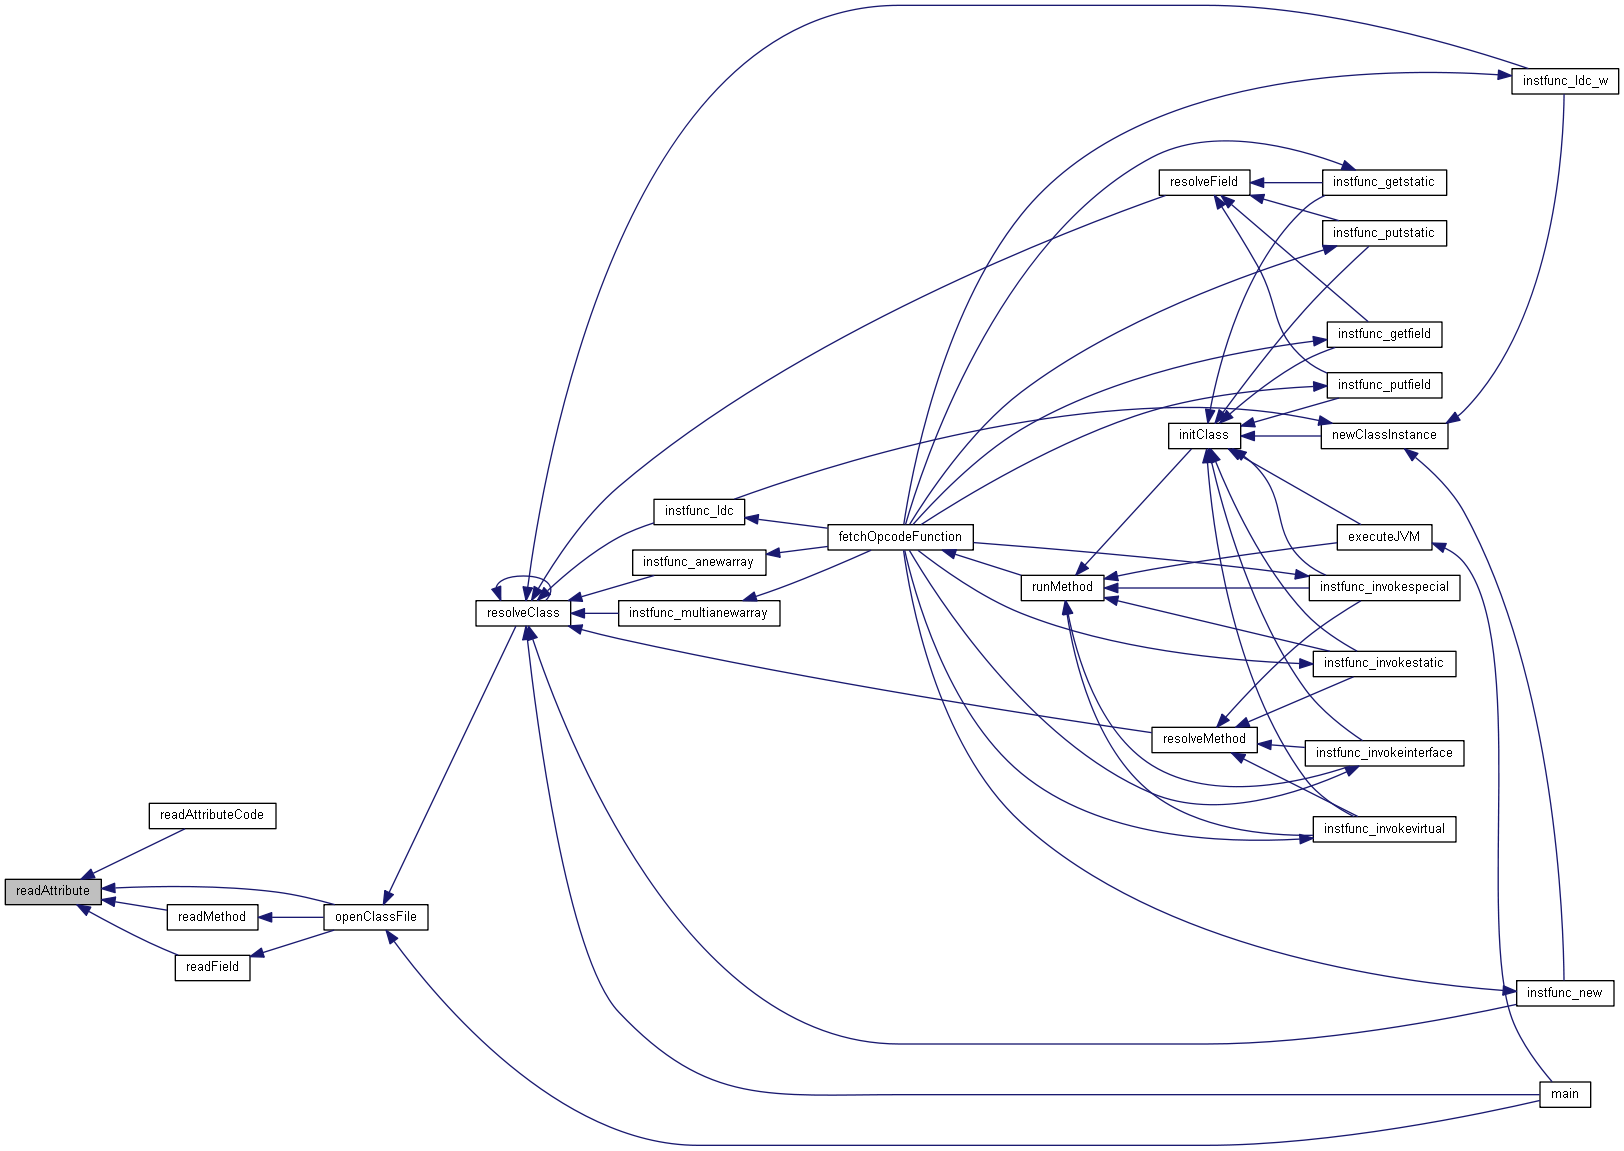 instfunc_ldc_w
resolveField
instfunc_getstatic
instfunc_putstatic
instfunc_getfield
instfunc_putfield
initClass
newClassInstance
instfunc_ldc
fetchOpcodeFunction
executeJVM
instfunc_anewarray
runMethod
instfunc_invokespecial
resolveClass
instfunc_multianewarray
instfunc_invokestatic
resolveMethod
instfunc_invokeinterface
readAttributeCode
instfunc_invokevirtual
readAttribute
readMethod
openClassFile
readField
instfunc_new
main